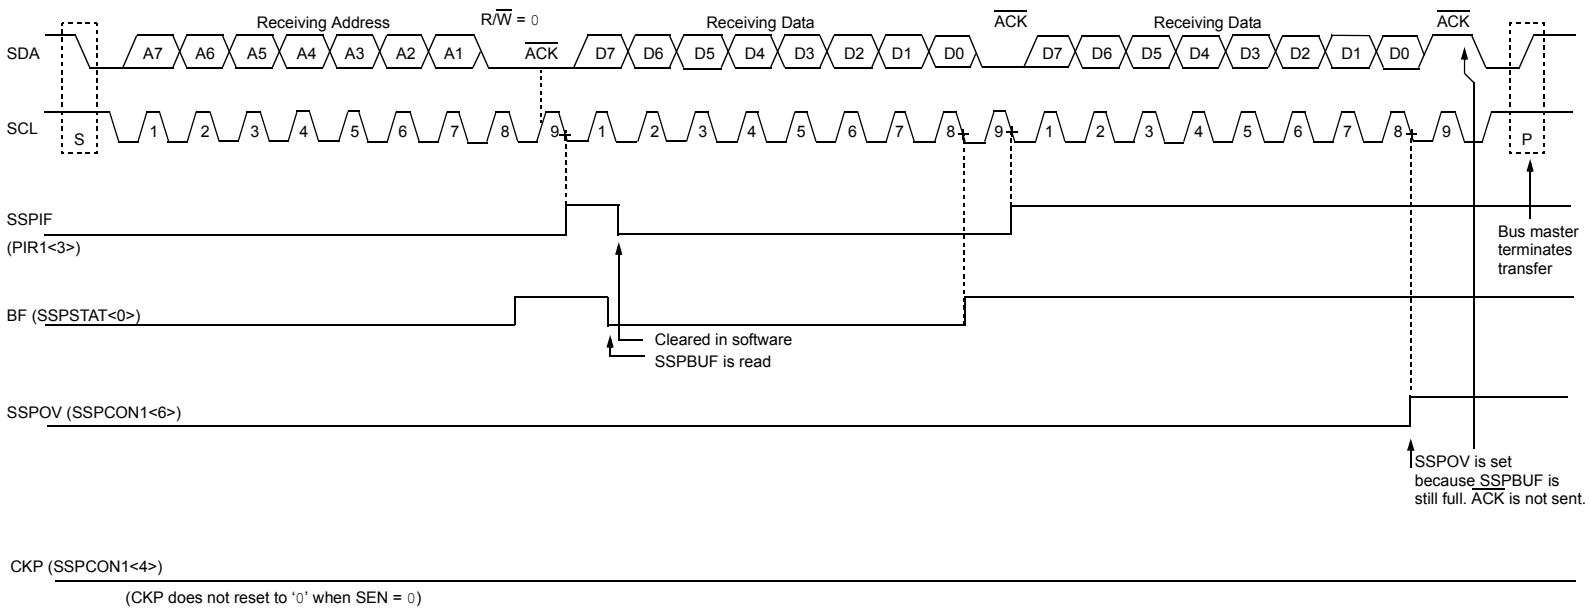 Receiving Address R/W = 0 Receiving Data ACK Receiving Data ACK
SDA A7 A6 A5 A4 A3 A2 A1 ACK D7 D6 D5 D4 D3 D2 D1 D0 D7 D6 D5 D4 D3 D2 D1 D0
SCL S 1 2 3 4 5 6 7 8 9 1 2 3 4 5 6 7 8 9 1 2 3 4 5 6 7 8 9 P
SSPIF
(PIR1<3>)
Bus master
terminates
transfer
BF (SSPSTAT<0>)
Cleared in software
SSPBUF is read
SSPOV (SSPCON1<6>)
SSPOV is set
because SSPBUF is
still full. ACK is not sent.
CKP (SSPCON1<4>)
(CKP does not reset to ‘0’ when SEN = 0)